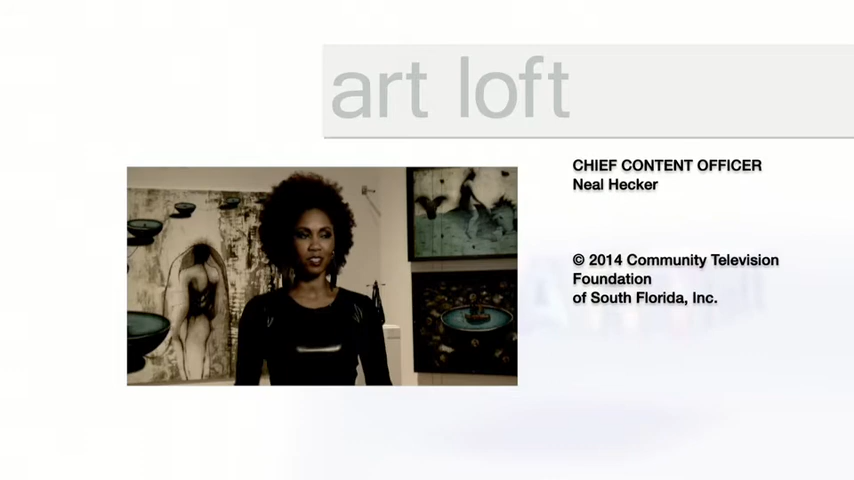 art loft
CHIEF CONTENT OFFICER
Neal Hecker
© 2014 Community Television
Foundation
of South Florida, Inc.